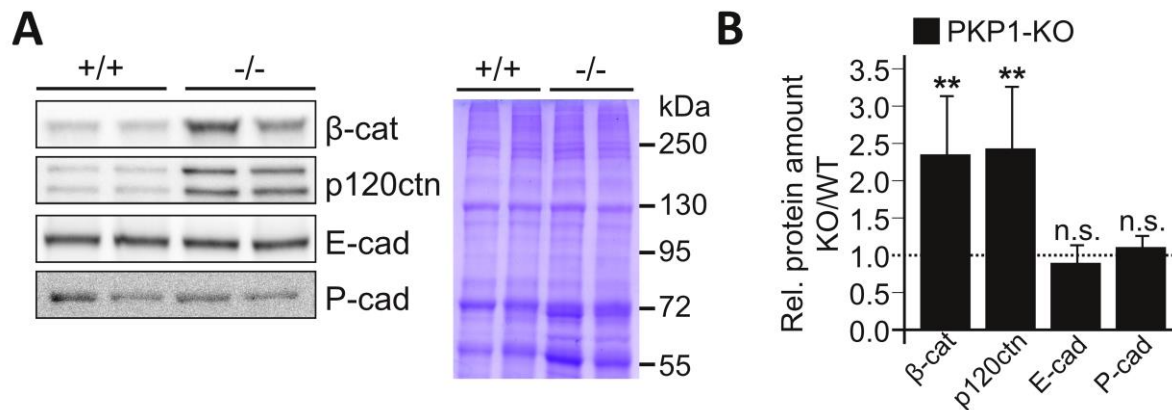 A
+/+ -/-
β-cat
p120ctn
E-cad
P-cad
+/+ -/-
kDa
250
130
95
72
55
B
PKP1-KO
Rel. protein amount
KO/WT
3.5
3.0
2.5
2.0
1.5
1.0
0.5
0.0
** ** n.s. n.s.
β-cat p120ctn E-cad P-cad